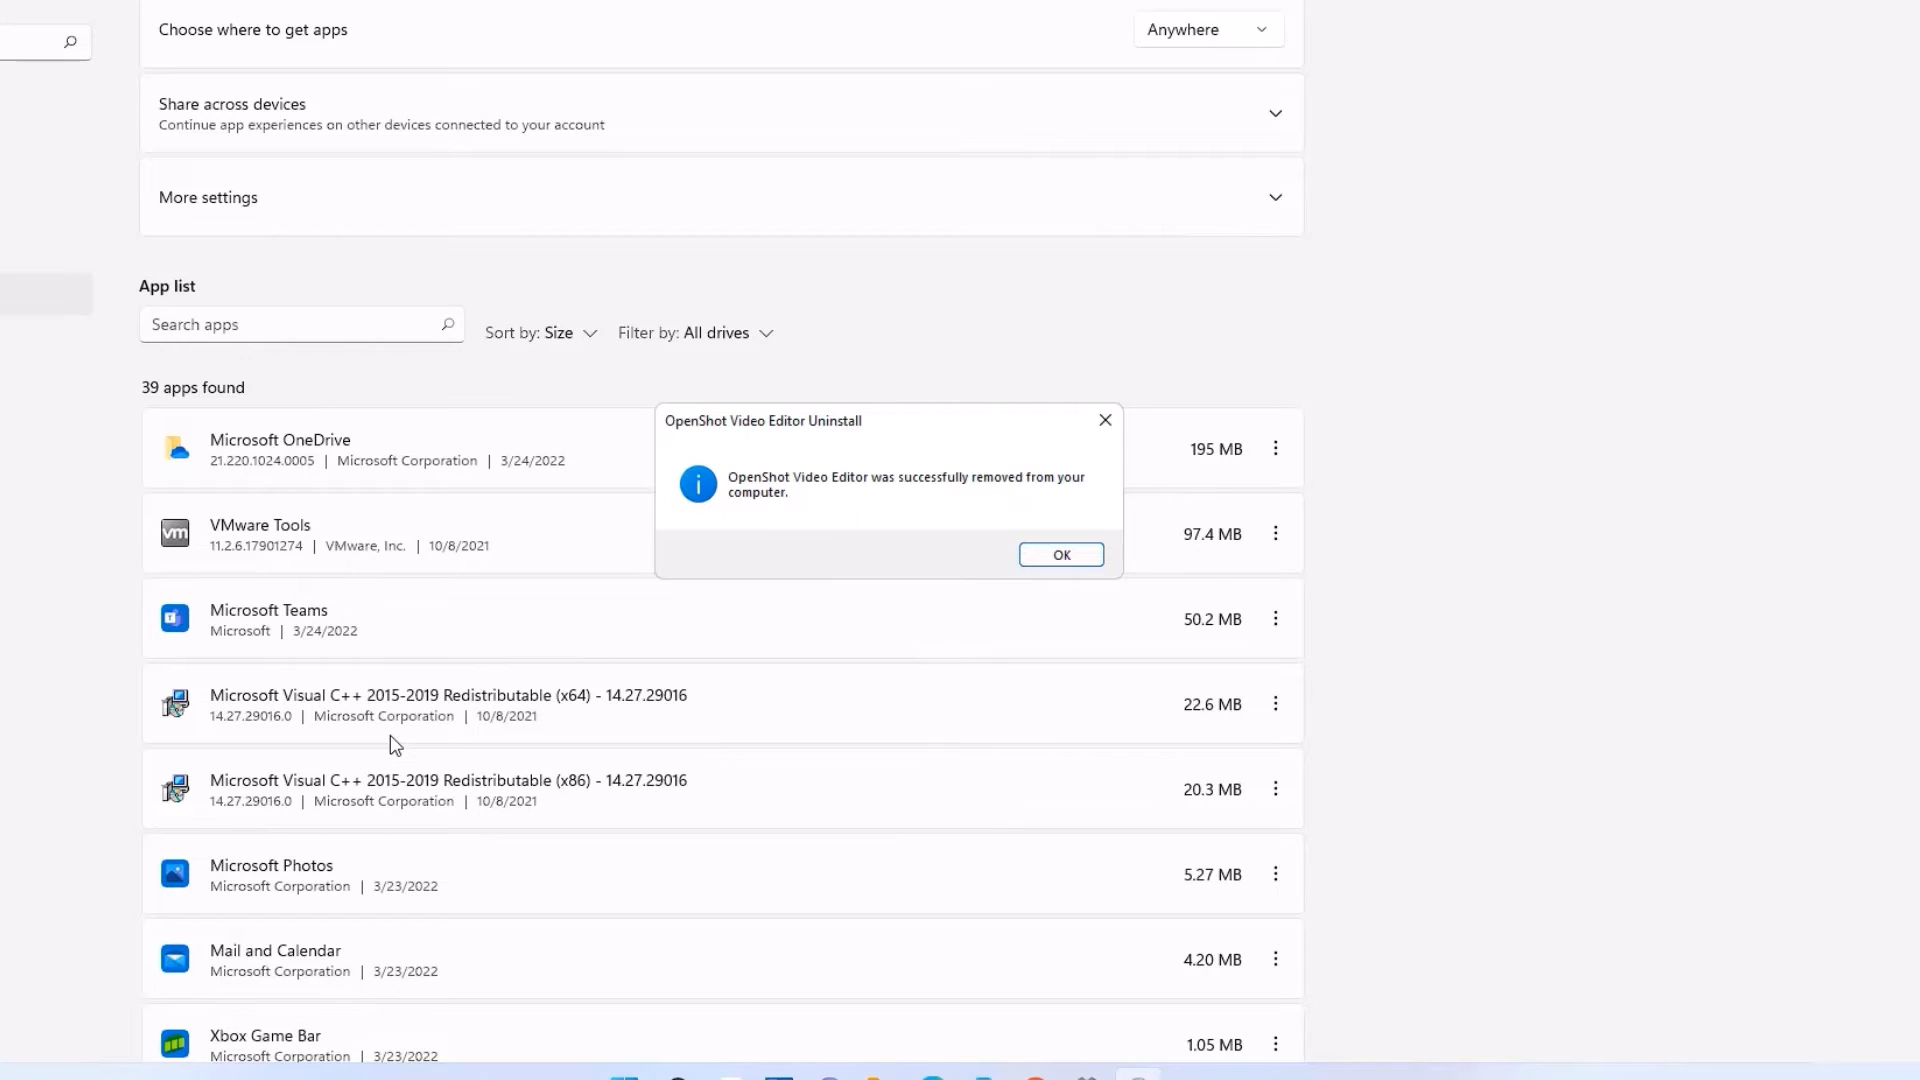 Choose where to get apps
Anywhere
Share across devices
Continue app experiences on other devices connected to your account
More settings
App list
Search apps
Sort by: Size
Filter by: All drives
39 apps found
Microsoft OneDrive
21.220.1024.0005 | Microsoft Corporation | 3/24/2022
195 MB
OpenShot Video Editor Uninstall
OpenShot Video Editor was successfully removed from your
computer.
OK
VMware Tools
11.2.6.17901274 | VMware, Inc. | 10/8/2021
97.4 MB
vm
Microsoft Teams
Microsoft | 3/24/2022
50.2 MB
Microsoft Visual C++ 2015-2019 Redistributable (x64) - 14.27.29016
14.27.29016.0 | Microsoft Corporation | 10/8/2021
22.6 MB
Microsoft Visual C++ 2015-2019 Redistributable (x86) - 14.27.29016
14.27.29016.0 | Microsoft Corporation | 10/8/2021
20.3 MB
Microsoft Photos
Microsoft Corporation | 3/23/2022
5.27 MB
Mail and Calendar
Microsoft Corporation | 3/23/2022
4.20 MB
Xbox Game Bar
Microsoft Corporation | 3/23/2022
1.05 MB